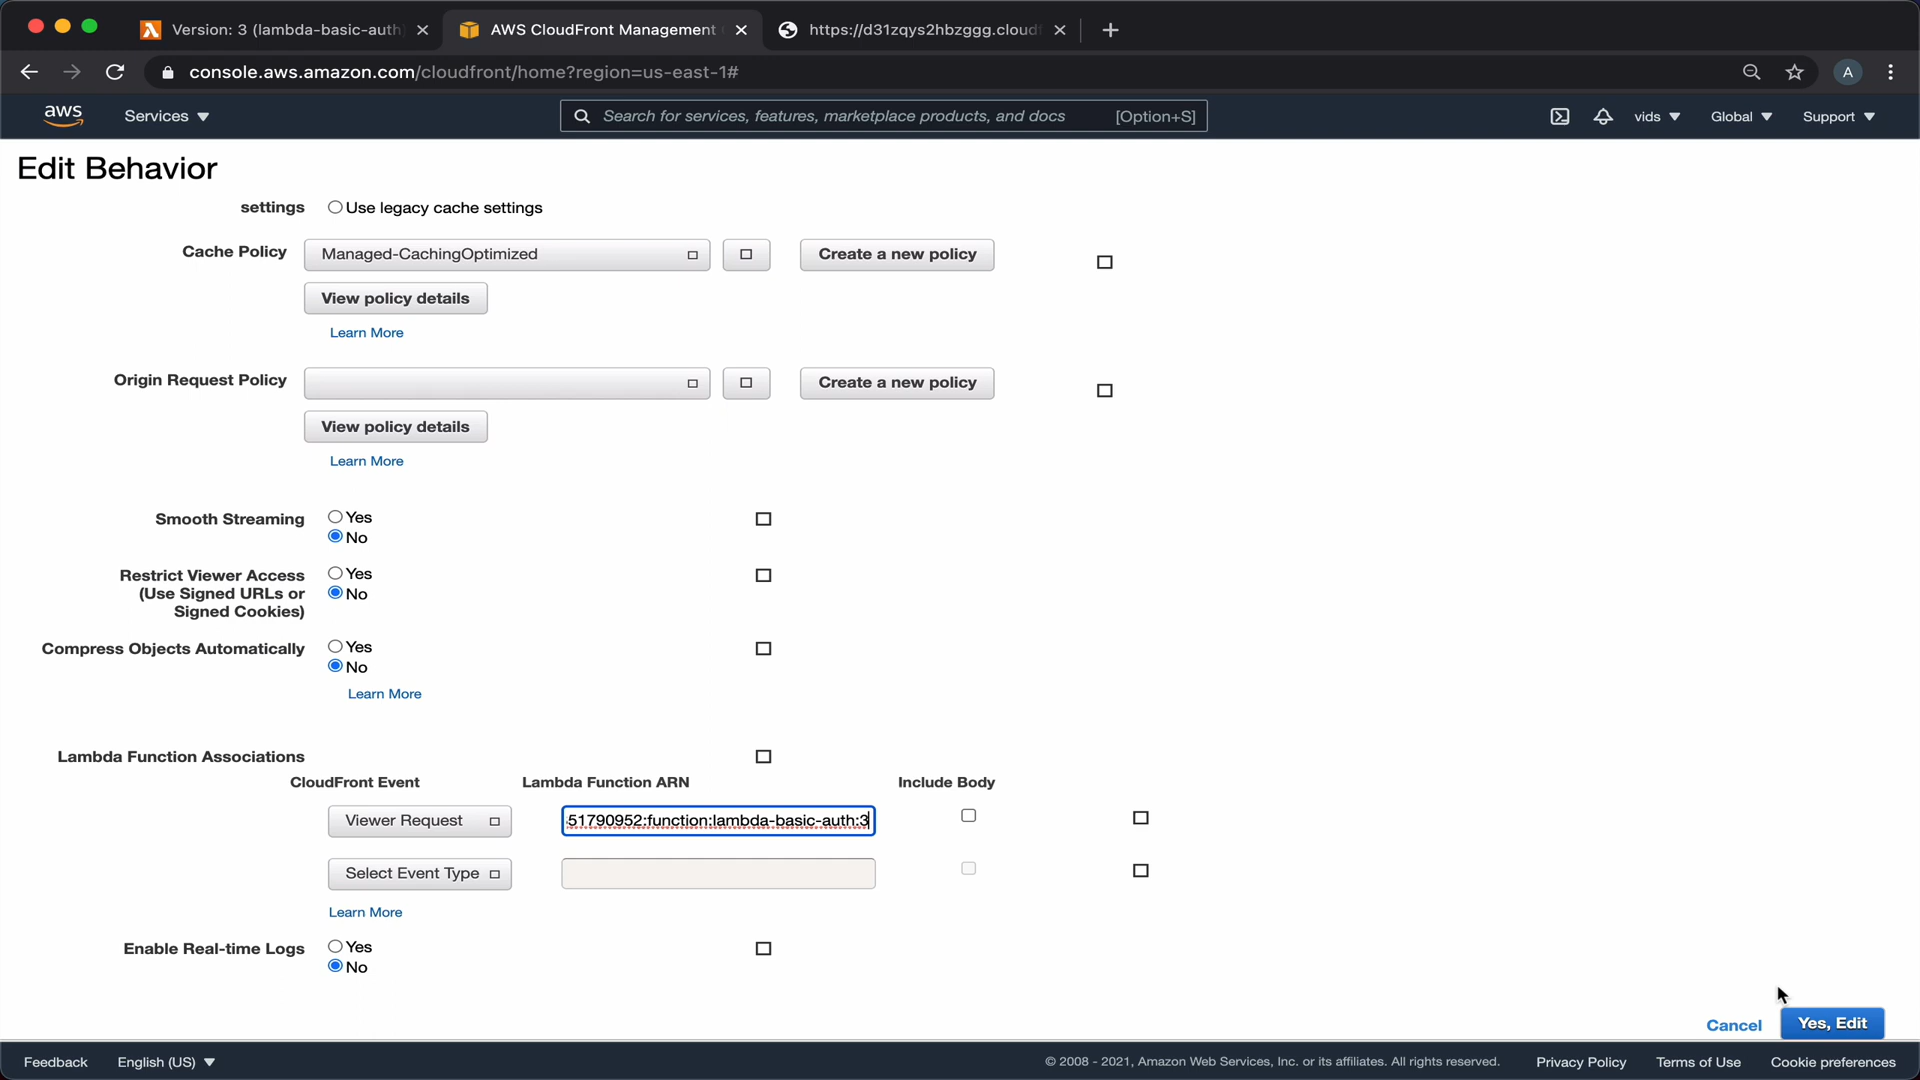 Version: 3 (lambda-basic-auth)
AWS CloudFront Management
https://d31zqys2hbzggg.cloudf
console.aws.amazon.com/cloudfront/home?region=us-east-1#
A
aws
Services
Search for services, features, marketplace products, and docs
[Option+S]
vids
Global
Support
Edit Behavior
settings
Use legacy cache settings
Cache Policy
Managed-CachingOptimized
Create a new policy
View policy details
Learn More
Origin Request Policy
Create a new policy
View policy details
Learn More
Smooth Streaming
Yes
No
Restrict Viewer Access
(Use Signed URLs or
Signed Cookies)
Yes
No
Compress Objects Automatically
Yes
No
Learn More
Lambda Function Associations
CloudFront Event
Lambda Function ARN
Include Body
Viewer Request
51790952:function:lambda-basic-auth:3
Select Event Type
Learn More
Enable Real-time Logs
Yes
No
Cancel
Yes, Edit
Feedback
English (US)
© 2008 - 2021, Amazon Web Services, Inc. or its affiliates. All rights reserved.
Privacy Policy
Terms of Use
Cookie preferences